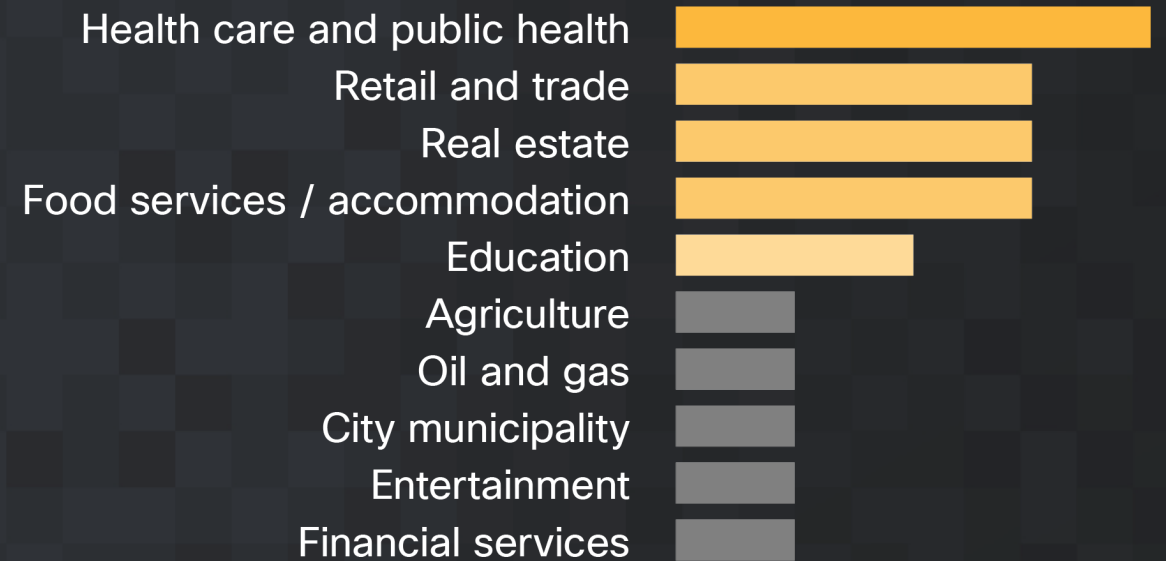 Health care and public health
Retail and trade
Real estate
Food services / accommodation
Education
Agriculture
Oil and gas
City municipality
Entertainment
Financial services